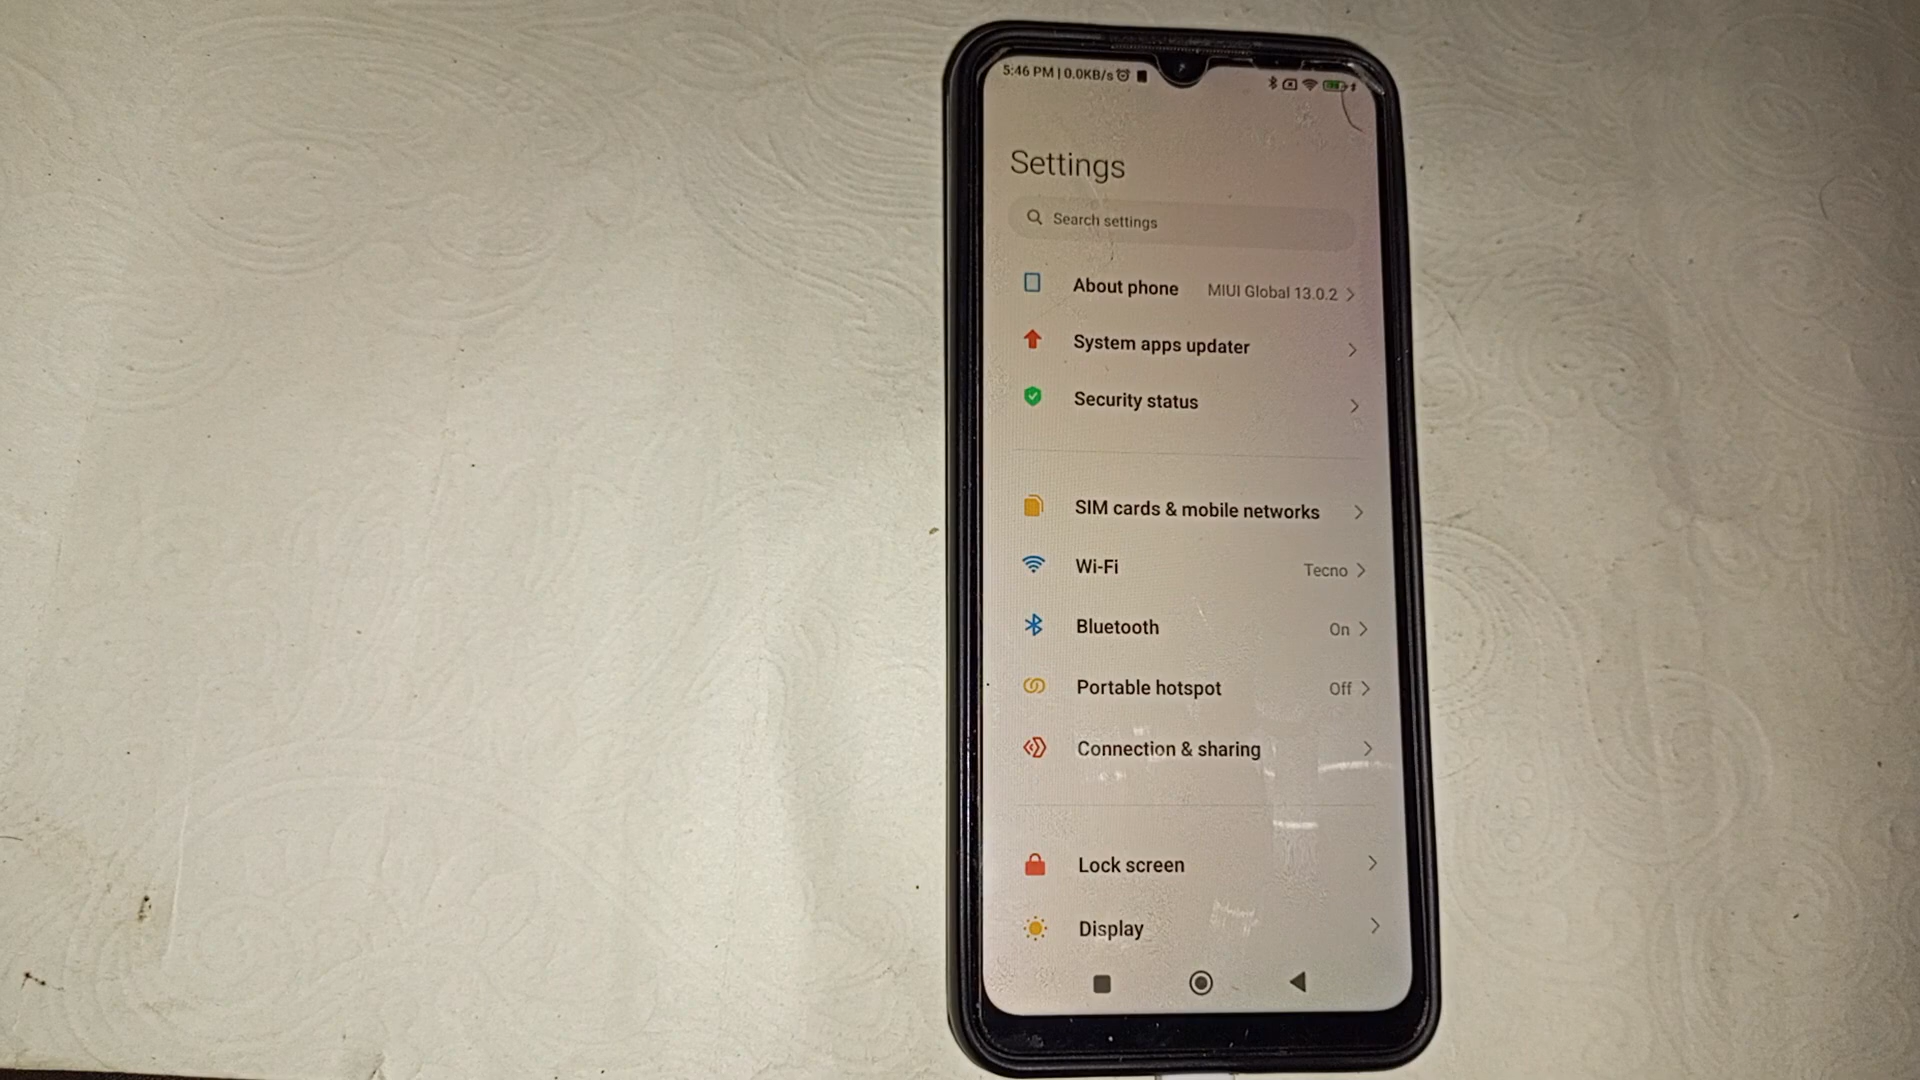 5:46 PM | 0.0KB/s
Settings
Search settings
About phone MIUI Global 13.0.2
System apps updater
Security status
SIM cards & mobile networks
Wi-Fi Tecno
Bluetooth On
Portable hotspot Off
Connection & sharing
Lock screen
Display